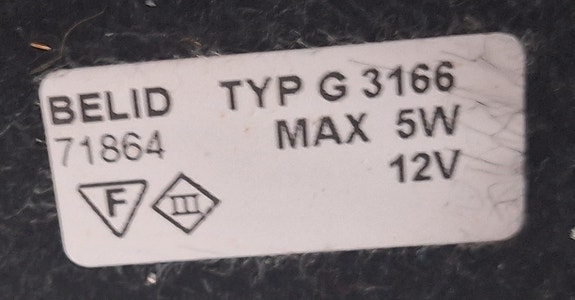 BELID TYP G 3166
71864 MAX 5W
12V
F III